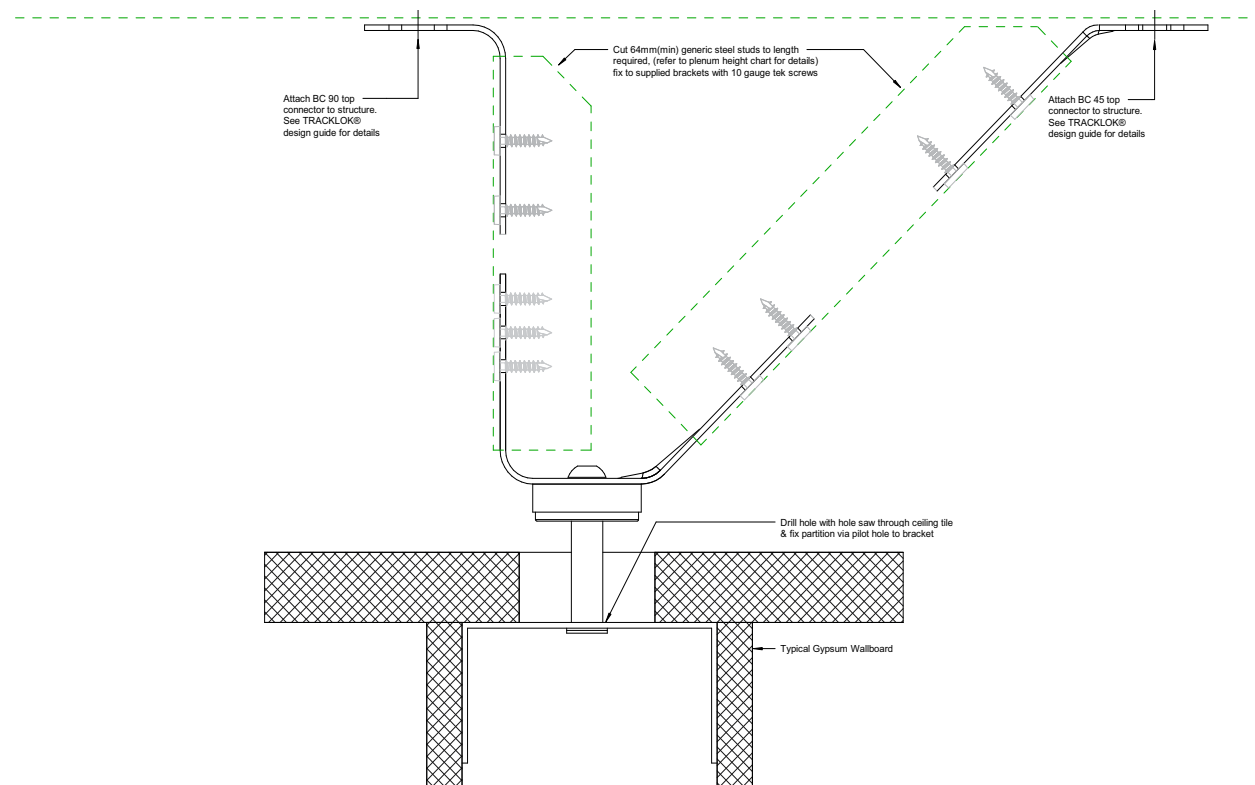 Cut 64mm(min) generic steel studs to length
required, (refer to plenum height chart for details)
fix to supplied brackets with 10 gauge tek screws
Attach BC 90 top
connector to structure.
See TRACKLOK®
design guide for details
Attach BC 45 top
connector to structure.
See TRACKLOK®
design guide for details
Drill hole with hole saw through ceiling tile
& fix partition via pilot hole to bracket
Typical Gypsum Wallboard